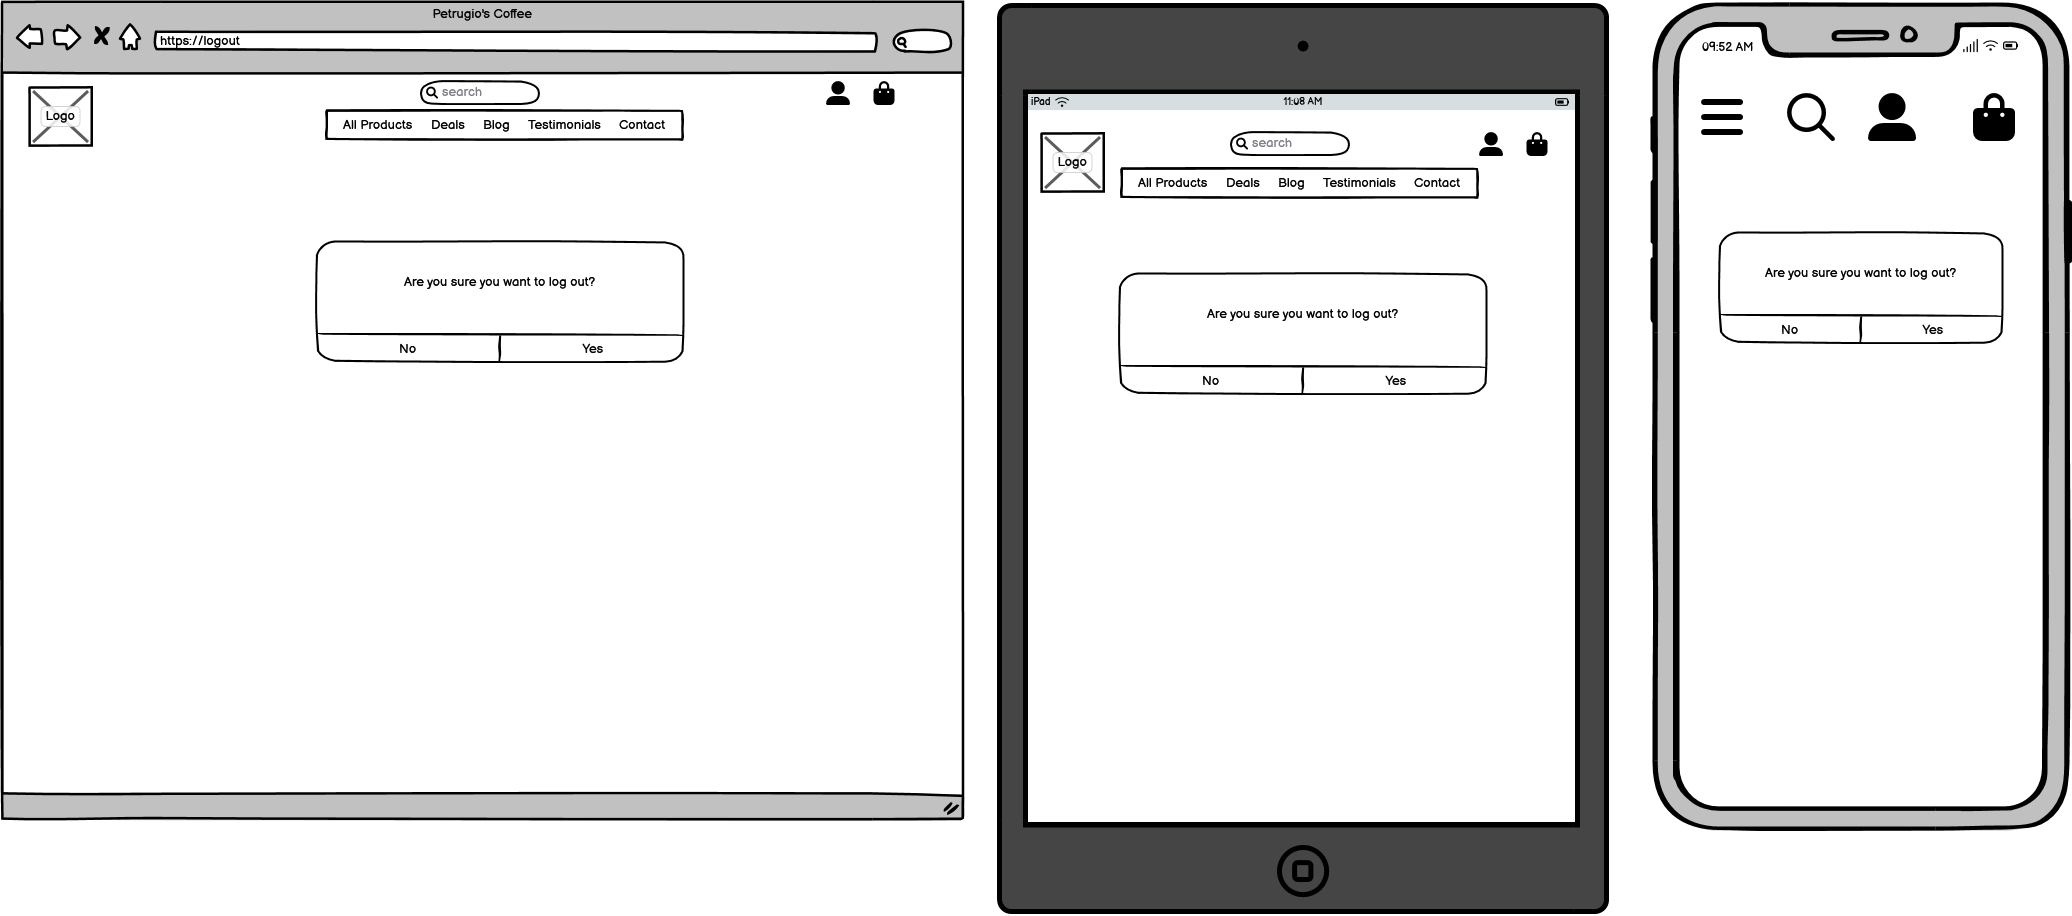 Petrugio's Coffee
https://logout
Logo
search
All Products Deals Blog Testimonials Contact
Are you sure you want to log out?
No Yes
iPad 11:08 AM
Logo
search
All Products Deals Blog Testimonials Contact
Are you sure you want to log out?
No Yes
09:52 AM
Are you sure you want to log out?
No Yes